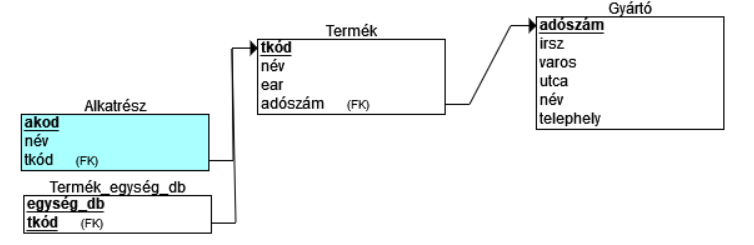 Gyártó
adószám
irsz
varos
utca
név
telephely
Termék
tkód
név
ear
adószám (FK)
Alkatrész
akod
név
tkód (FK)
Termék_egység_db
egység_db
tkód (FK)